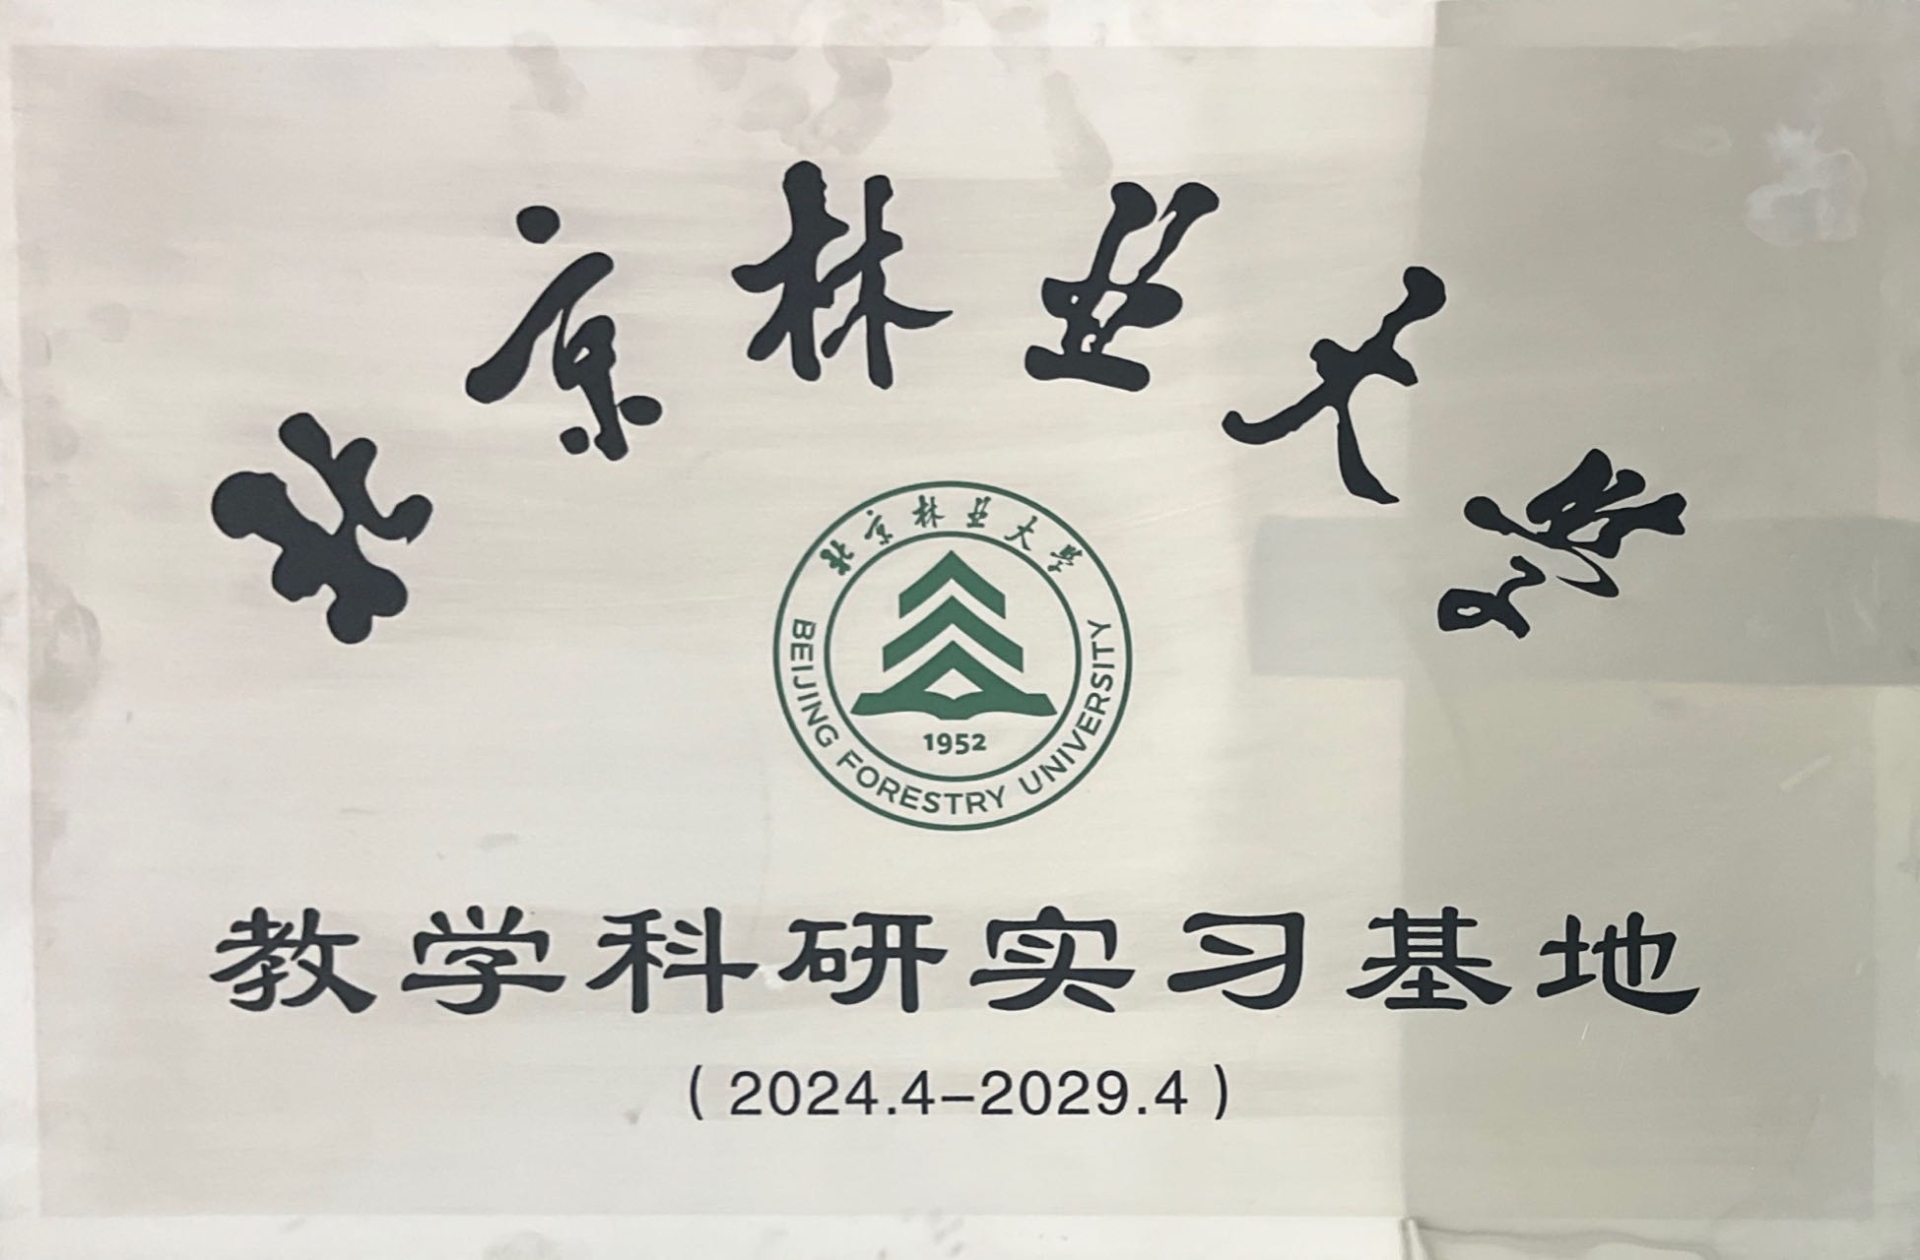 北京林业大学
北京林业大学
1952
BEIJING FORESTRY UNIVERSITY
教学科研实习基地
（2024.4-2029.4）